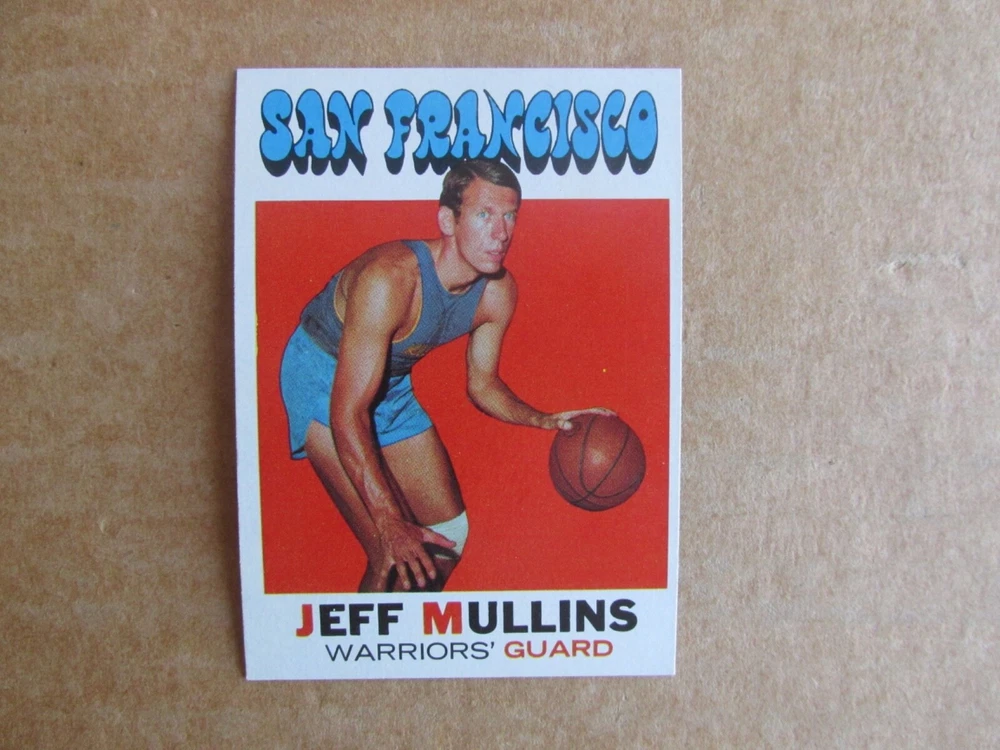 SAN FRANCISCO
JEFF MULLINS
WARRIORS' GUARD